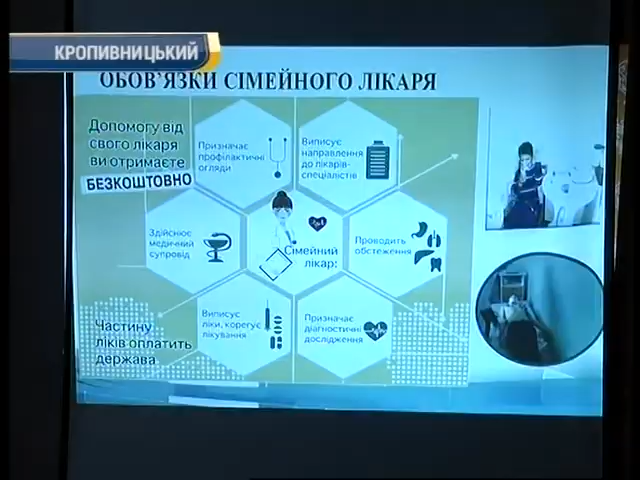 КРОПИВНИЦЬКИЙ
ОБОВ'ЯЗКИ СІМЕЙНОГО ЛІКАРЯ
Допомогу від
свого лікаря
ви отримаєте
БЕЗКОШТОВНО
Призначає
профілактичні
огляди
Виписує
направлення
до лікарів-
спеціалістів
Здійснює
медичний
супровід
Сімейний
лікар:
Проводить
обстеження
Виписує
ліки, корегує
лікування
Призначає
діагностичні
дослідження
Частину
ліків оплатить
держава